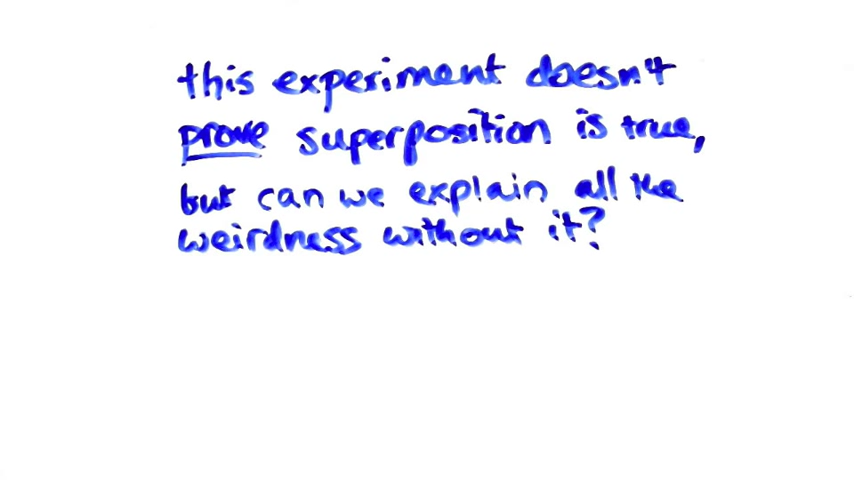 this experiment doesn't
prove superposition is true,
but can we explain all the
weirdness without it?